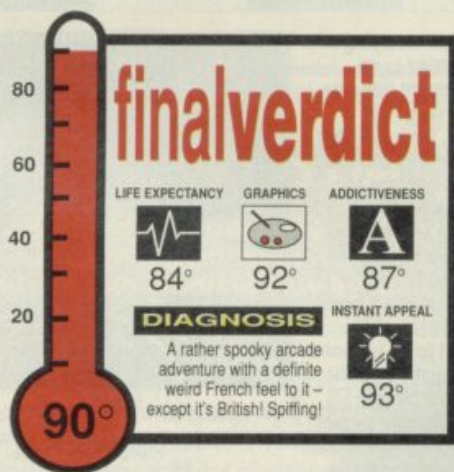 80
60
40
20
90°
finalverdict
LIFE EXPECTANCY
84°
GRAPHICS
92°
ADDICTIVENESS
A
87°
DIAGNOSIS
A rather spooky arcade
adventure with a definite
weird French feel to it –
except it's British! Spiffing!
INSTANT APPEAL
93°